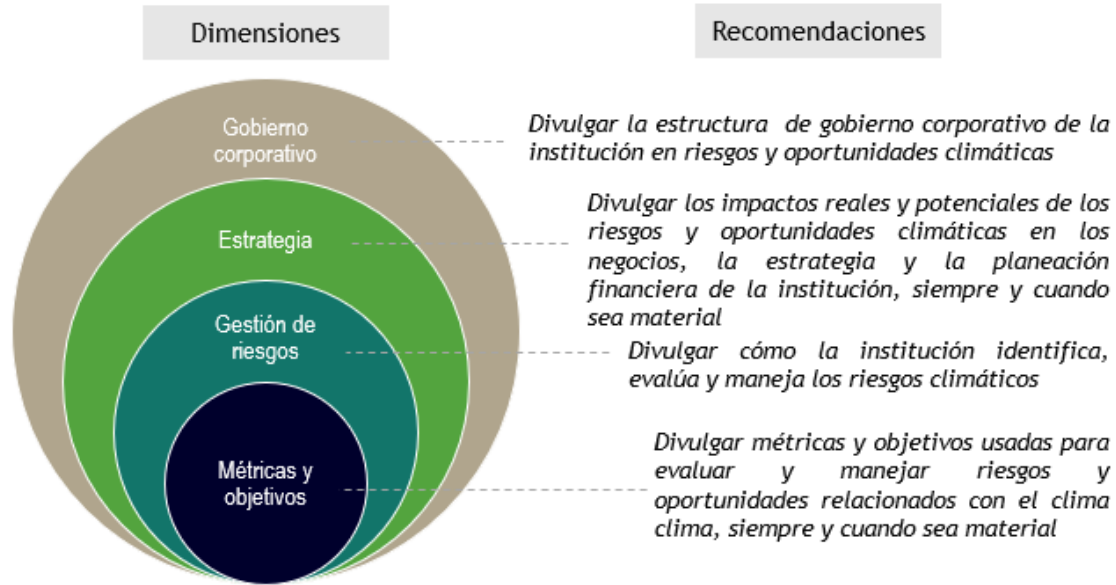 Dimensiones
Recomendaciones
Gobierno
corporativo
Divulgar la estructura de gobierno corporativo de la
institución en riesgos y oportunidades climáticas
Estrategia
Divulgar los impactos reales y potenciales de los
riesgos y oportunidades climáticas en los
negocios, la estrategia y la planeación
financiera de la institución, siempre y cuando
sea material
Gestión de
riesgos
Divulgar cómo la institución identifica,
evalúa y maneja los riesgos climáticos
Métricas y
objetivos
Divulgar métricas y objetivos usadas para
evaluar y manejar riesgos y
oportunidades relacionados con el clima
clima, siempre y cuando sea material